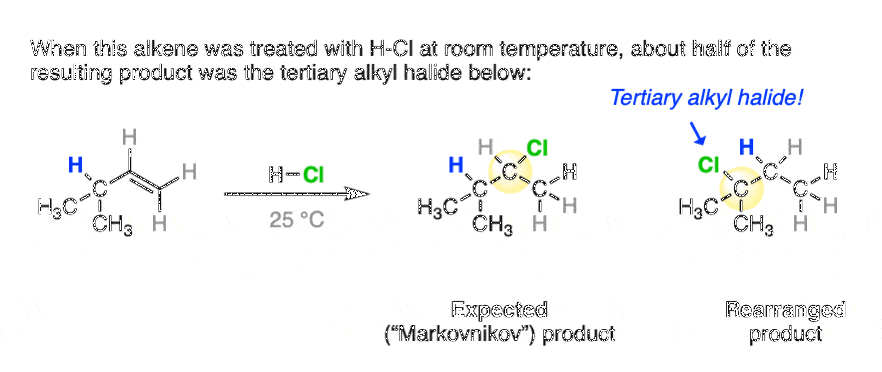 When this alkene was treated with H-Cl at room temperature, about half of the
resulting product was the tertiary alkyl halide below:
Tertiary alkyl halide!
H
H
H
C
H₃C
CH₃
H
H-Cl
25 °C
H
Cl
H
C
H
C
C
H₃C
H
CH₃
H
H
H
Cl
C
H
C
C
H₃C
H
CH₃
H
Expected
("Markovnikov") product
Rearranged
product